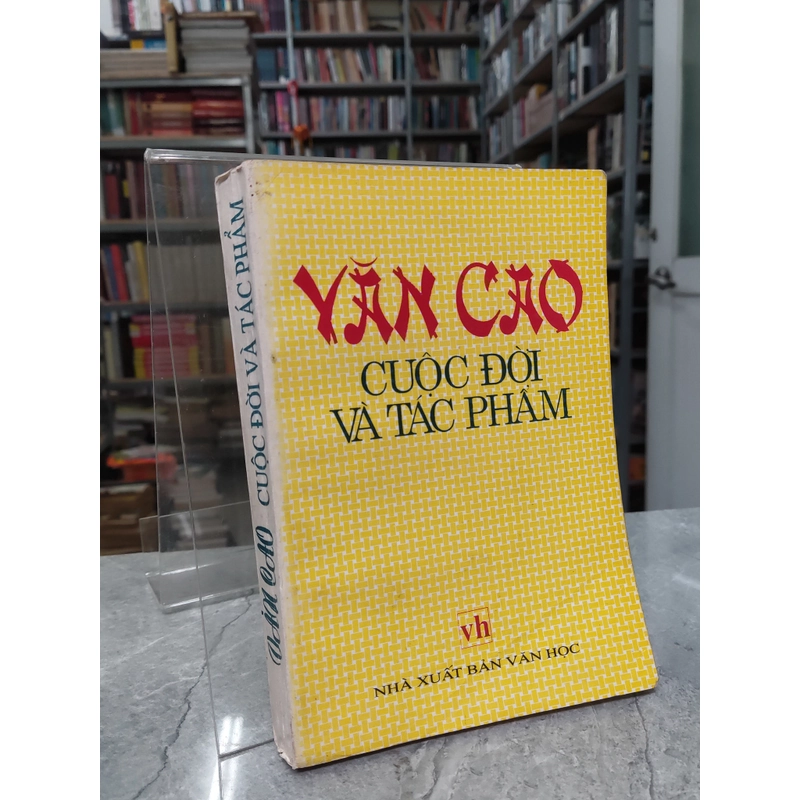 VĂN CAO
CUỘC ĐỜI
VÀ TÁC PHẨM
vh
NHÀ XUẤT BẢN VĂN HỌC
VĂN CAO CUỘC ĐỜI VÀ TÁC PHẨM